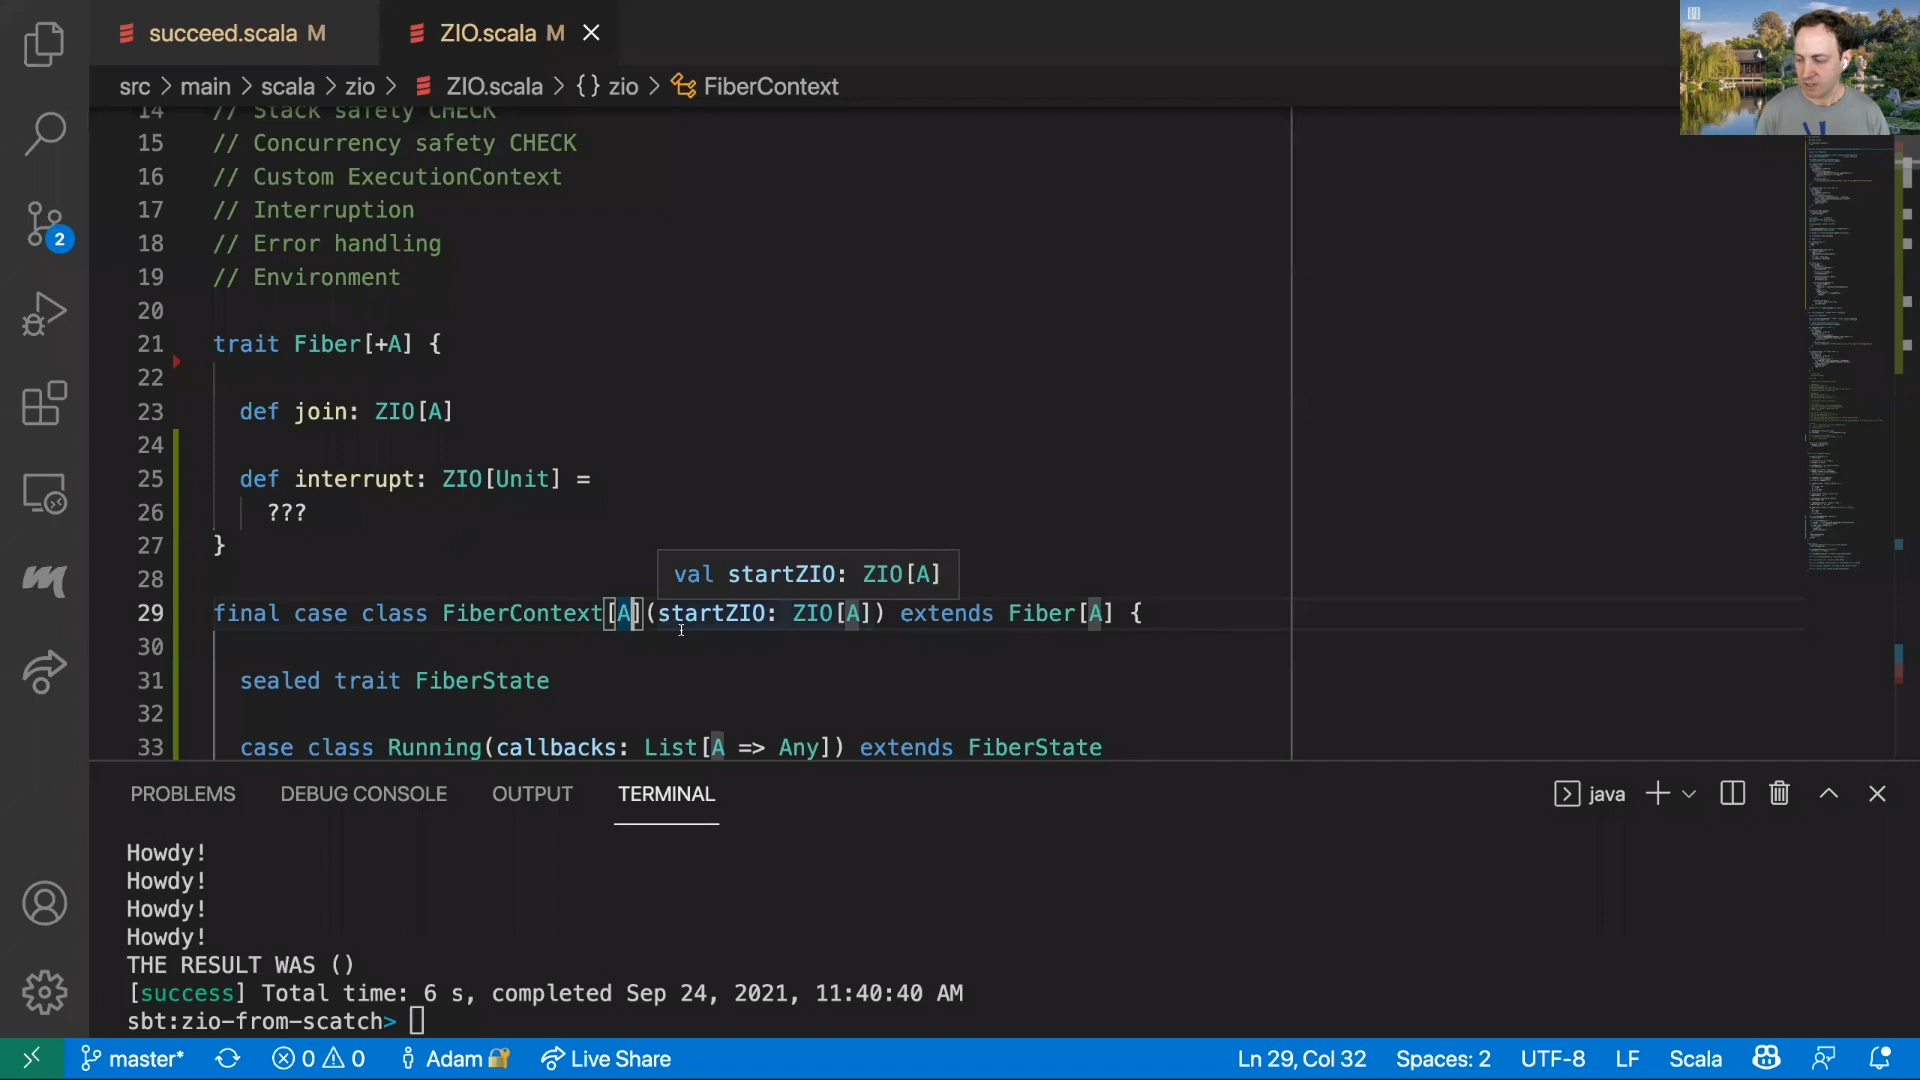 succeed.scala M
ZIO.scala M
src > main > scala > zio > ZIO.scala > {} zio > FiberContext
14 // Stack safety CHECK
15 // Concurrency safety CHECK
16 // Custom ExecutionContext
17 // Interruption
18 // Error handling
19 // Environment
20
21 trait Fiber[+A] {
22
23 def join: ZIO[A]
24
25 def interrupt: ZIO[Unit] =
26 ???
27 }
28
val startZIO: ZIO[A]
29 final case class FiberContext[A](startZIO: ZIO[A]) extends Fiber[A] {
30
31 sealed trait FiberState
32
33 case class Running(callbacks: List[A => Any]) extends FiberState
2
PROBLEMS DEBUG CONSOLE OUTPUT TERMINAL
java
Howdy!
Howdy!
Howdy!
Howdy!
THE RESULT WAS ()
[success] Total time: 6 s, completed Sep 24, 2021, 11:40:40 AM
sbt:zio-from-scatch>
master* 0 0 Adam Live Share
Ln 29, Col 32 Spaces: 2 UTF-8 LF Scala